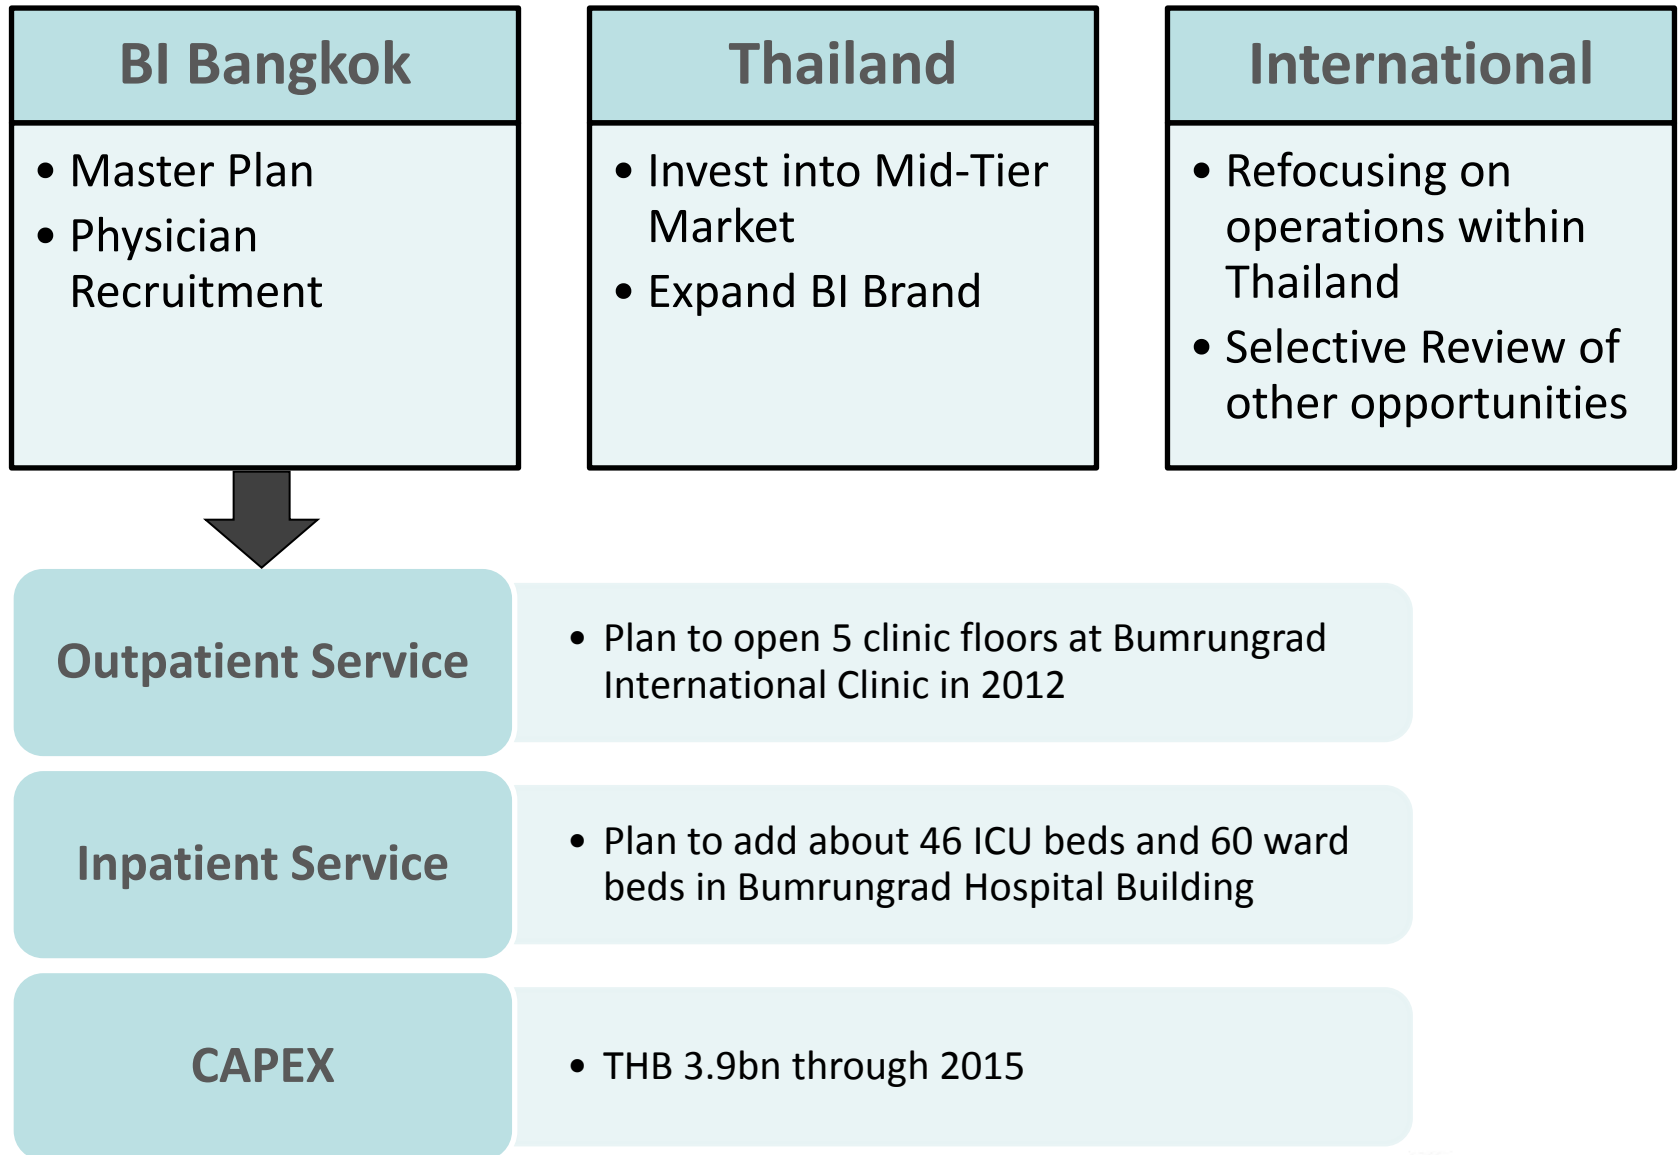 BI Bangkok
• Master Plan
• Physician
Recruitment
Thailand
• Invest into Mid-Tier
Market
• Expand BI Brand
International
• Refocusing on
operations within
Thailand
• Selective Review of
other opportunities
Outpatient Service
• Plan to open 5 clinic floors at Bumrungrad
International Clinic in 2012
Inpatient Service
• Plan to add about 46 ICU beds and 60 ward
beds in Bumrungrad Hospital Building
CAPEX
• THB 3.9bn through 2015